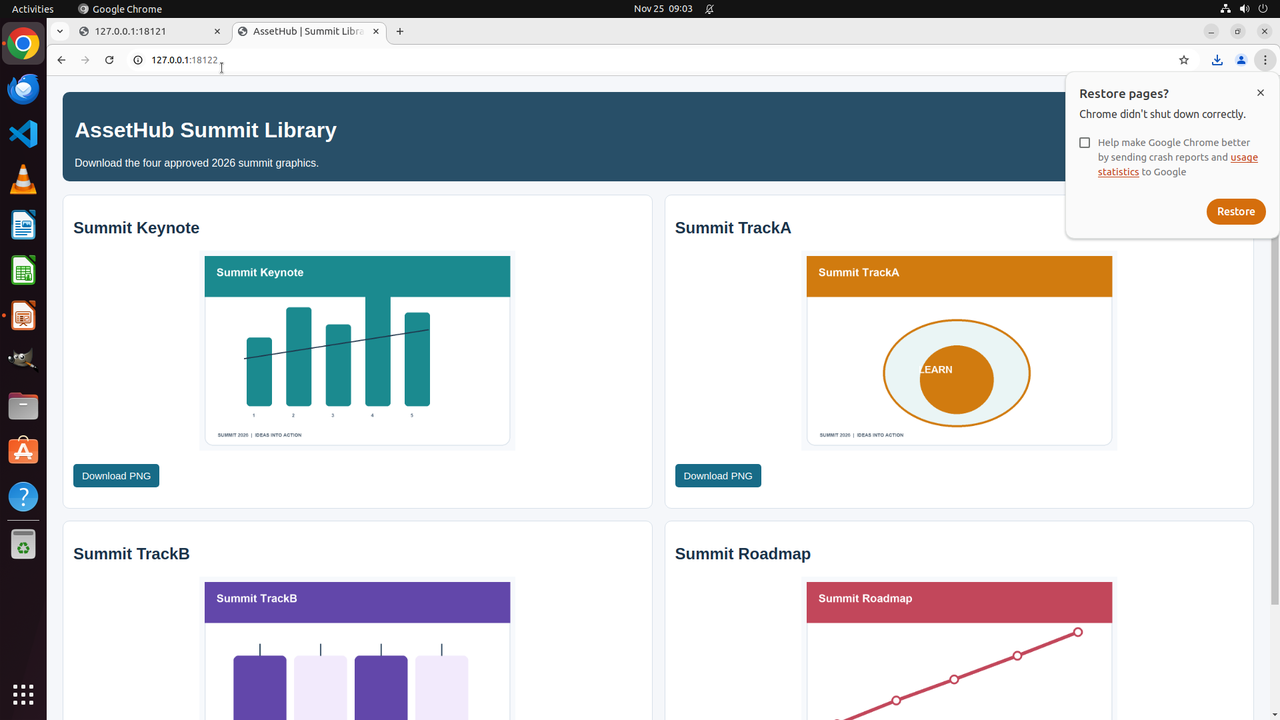 Activities
Google Chrome
Nov 25 09:03
127.0.0.1:18121
AssetHub | Summit Libra
127.0.0.1:18122
Restore pages?
Chrome didn't shut down correctly.
Help make Google Chrome better
by sending crash reports and usage
statistics to Google
Restore
AssetHub Summit Library
Download the four approved 2026 summit graphics.
Summit Keynote
Summit Keynote
1 2 3 4 5
SUMMIT 2026 | IDEAS INTO ACTION
Download PNG
Summit TrackA
Summit TrackA
LEARN
SUMMIT 2026 | IDEAS INTO ACTION
Download PNG
Summit TrackB
Summit TrackB
Summit Roadmap
Summit Roadmap